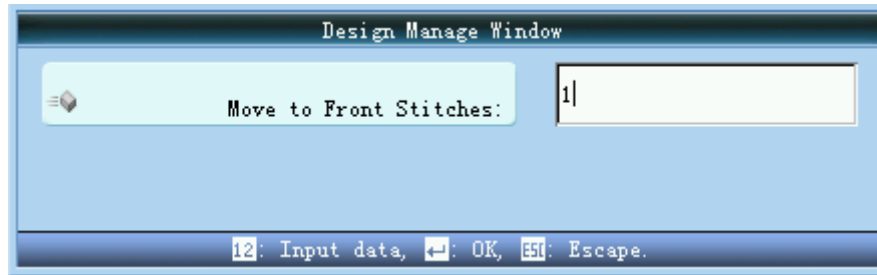 Design Manage Window
Move to Front Stitches:
1
12: Input data, ↵: OK, ESC: Escape.